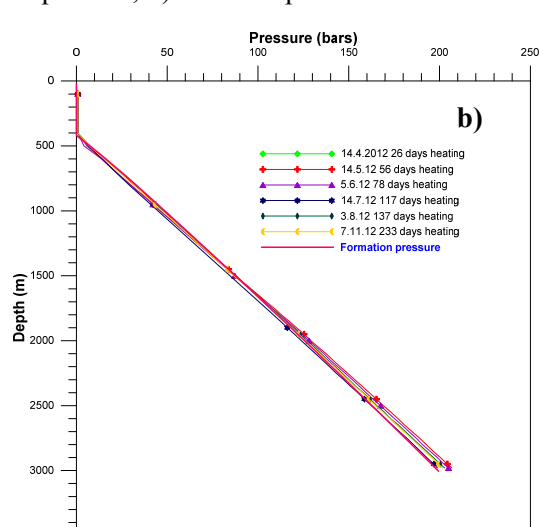 Pressure (bars)
0 50 100 150 200 250
b)
0
500
1000
1500
2000
2500
3000
Depth (m)
14.4.2012 26 days heating
14.5.12 56 days heating
5.6.12 78 days heating
14.7.12 117 days heating
3.8.12 137 days heating
7.11.12 233 days heating
Formation pressure